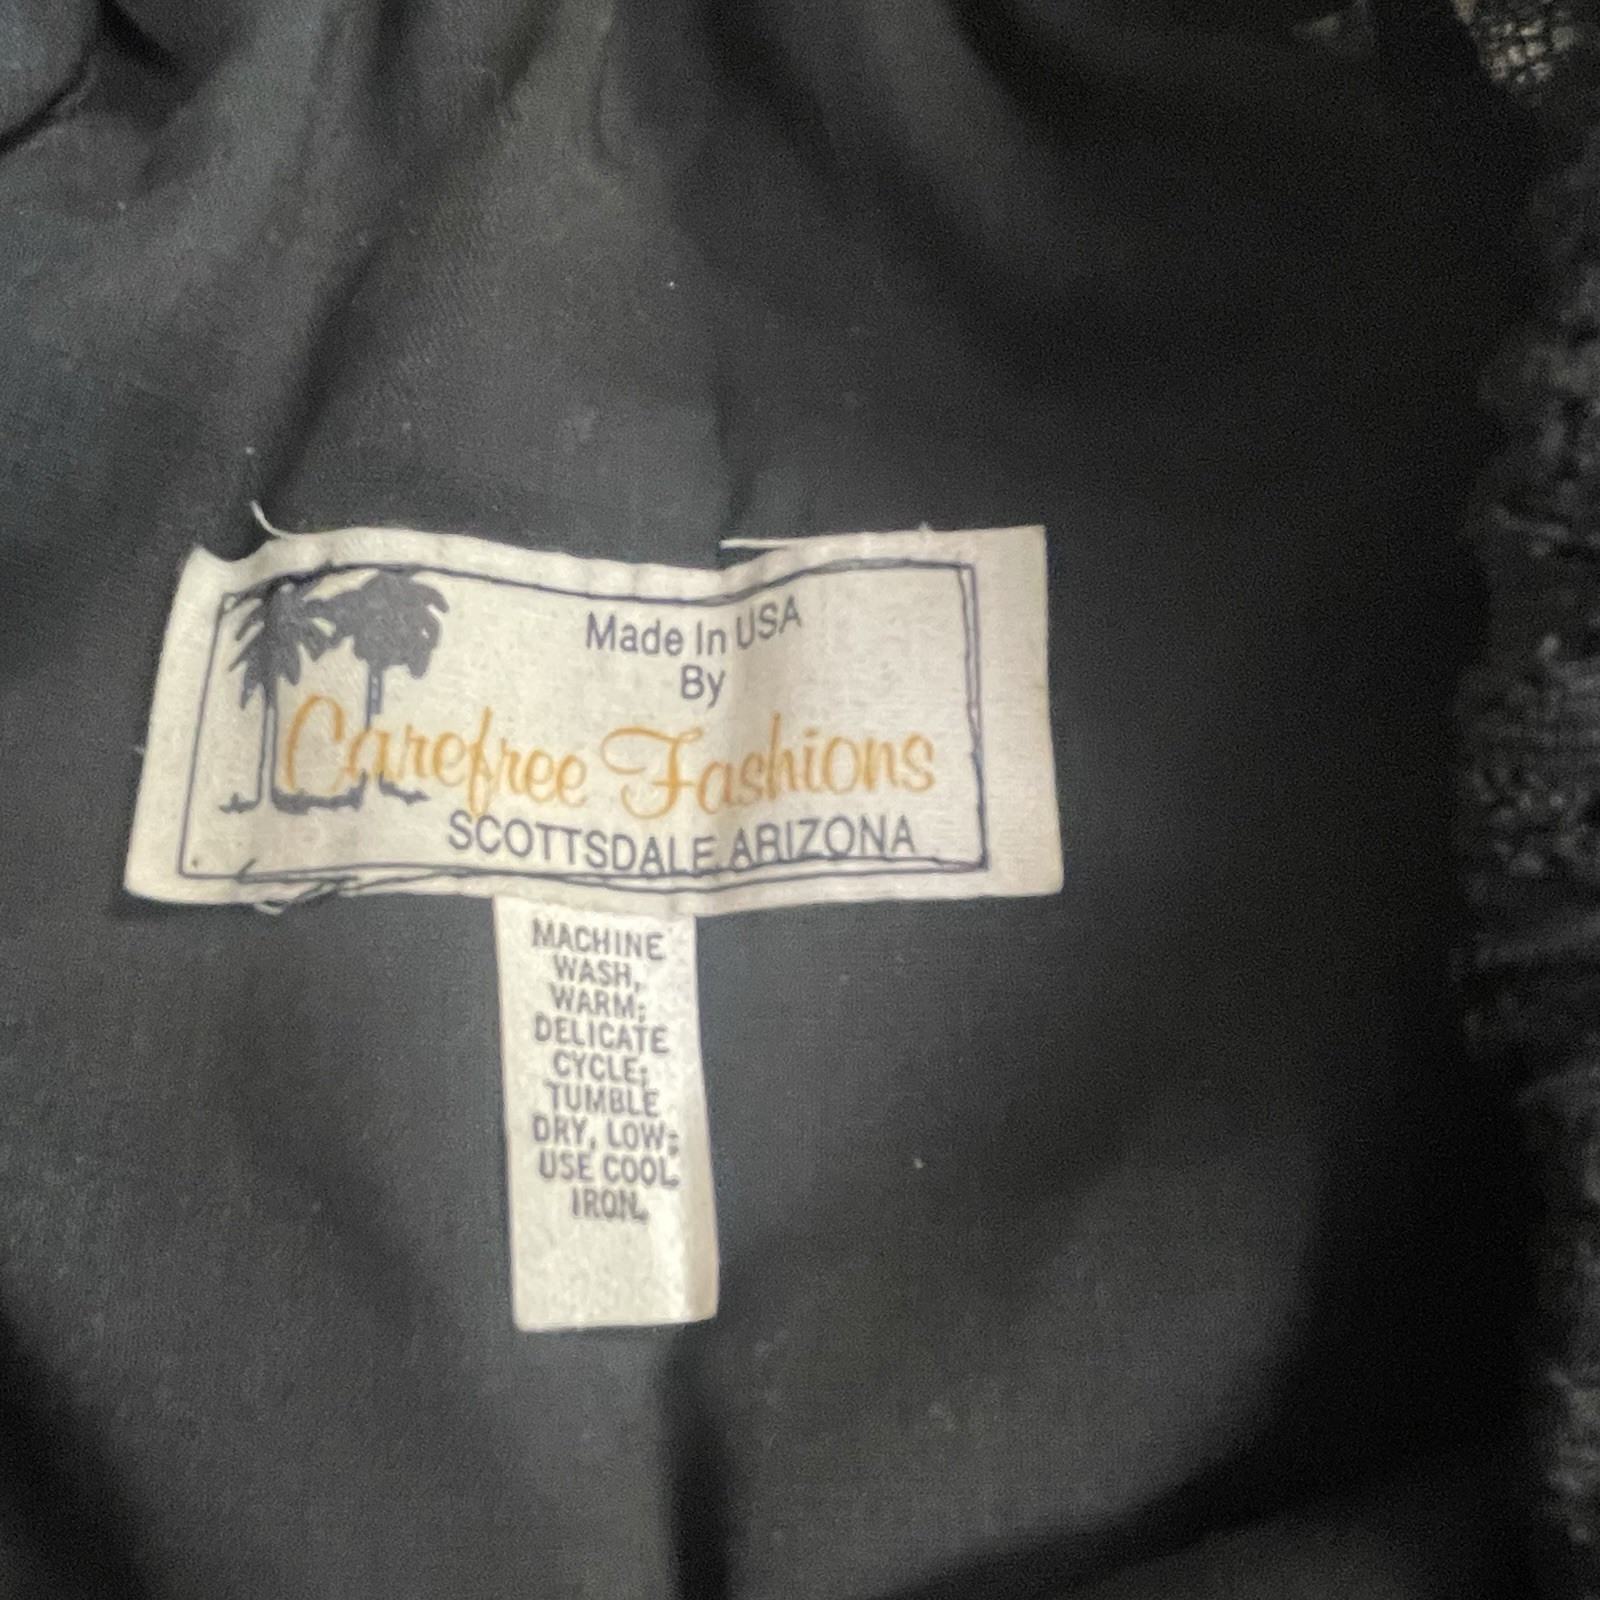 Made In USA
By
Carefree Fashions
SCOTTSDALE, ARIZONA
MACHINE
WASH,
WARM;
DELICATE
CYCLE;
TUMBLE
DRY, LOW;
USE COOL
IRON.